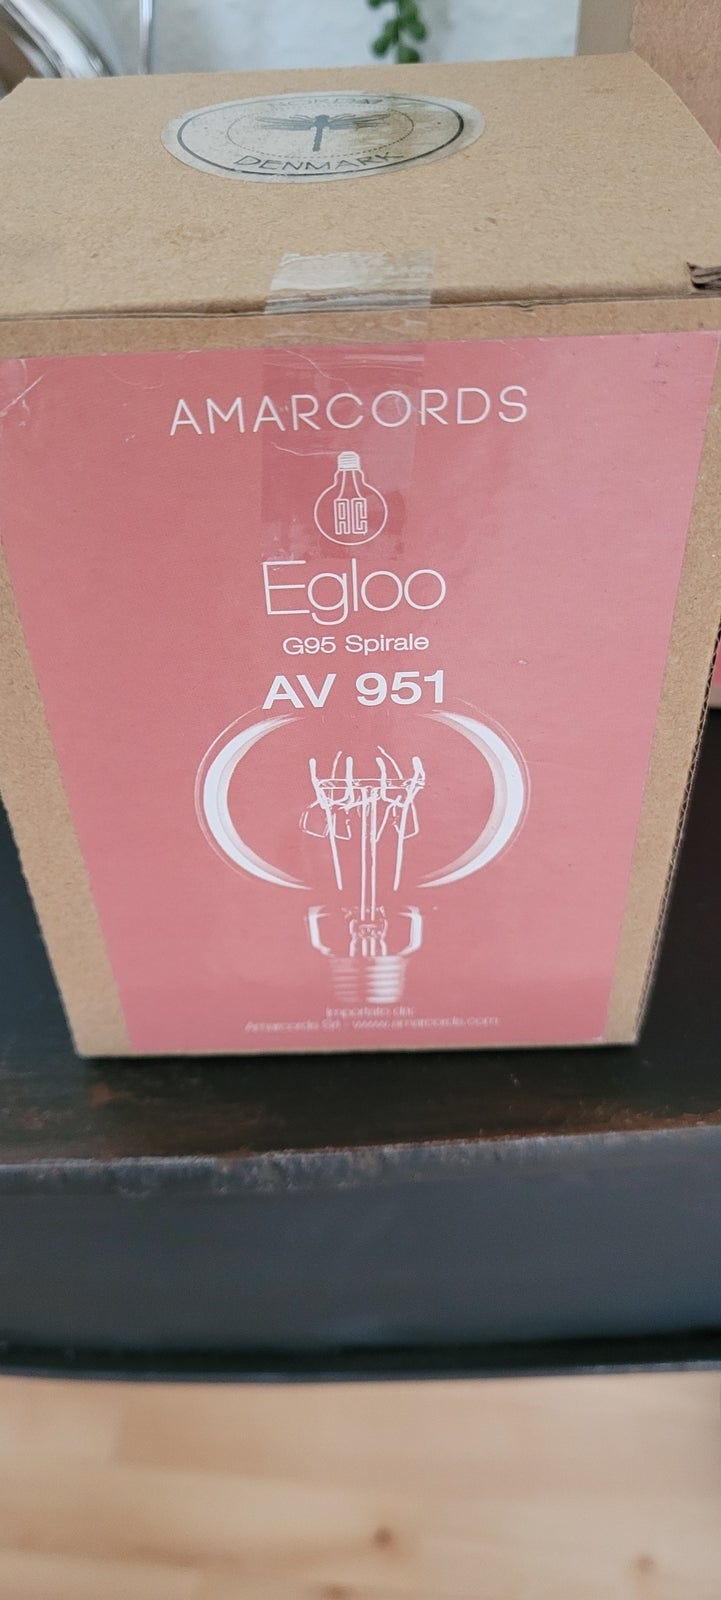 DENMARK
AMARCORDS
AC
Egloo
G95 Spirale
AV 951
Importato da:
Amarcords Srl - www.amarcords.com